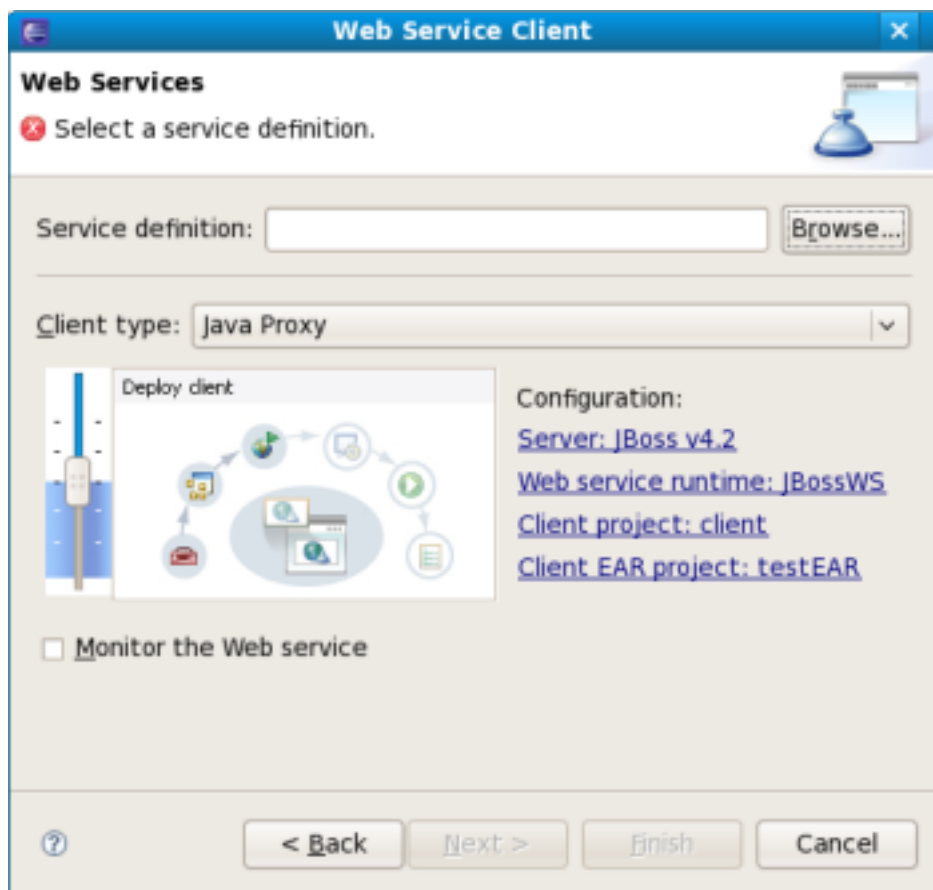 Web Service Client
Web Services
Select a service definition.
Service definition:
Browse...
Client type: Java Proxy
Deploy client
Configuration:
Server: JBoss v4.2
Web service runtime: JBossWS
Client project: client
Client EAR project: testEAR
Monitor the Web service
? < Back Next > Finish Cancel